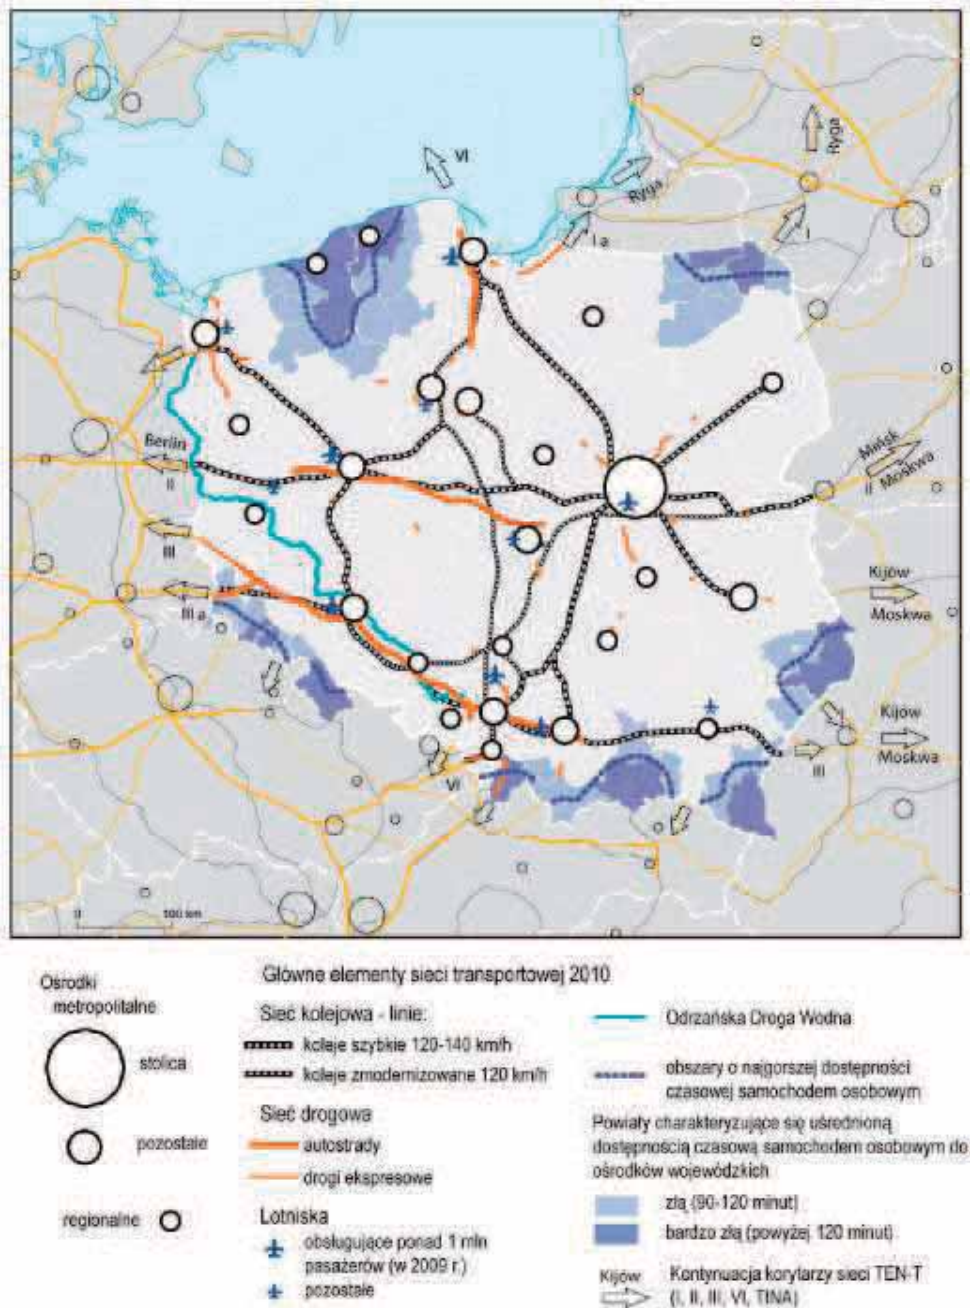 VI
Ryga
Ryga
I a
I
Berlin
II
Mińsk
II Moskwa
III
III a
Kijów
Moskwa
Kijów
Moskwa
III
VI
0 100 km
Ośrodki
metropolitalne
stolica
pozostałe
regionalne
Główne elementy sieci transportowej 2010
Sieć kolejowa - linie:
koleje szybkie 120-140 km/h
koleje zmodernizowane 120 km/h
Sieć drogowa
autostrady
drogi ekspresowe
Lotniska
obsługujące ponad 1 mln
pasażerów (w 2009 r.)
pozostałe
Odrzańska Droga Wodna
obszary o najgorszej dostępności
czasowej samochodem osobowym
Powiaty charakteryzujące się uśrednioną
dostępnością czasową samochodem osobowym do
ośrodków wojewódzkich
złą (90-120 minut)
bardzo złą (powyżej 120 minut)
Kijów
Kontynuacja korytarzy sieci TEN-T
(I, II, III, VI, TINA)